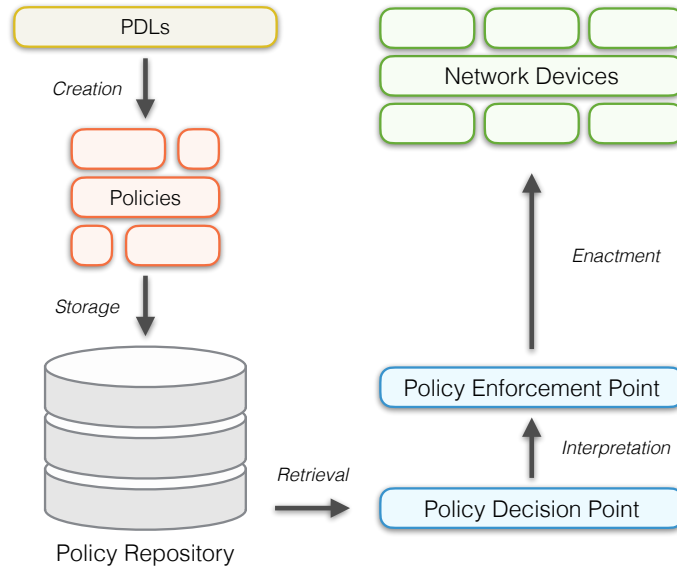 PDLs
Creation
Policies
Storage
Policy Repository
Retrieval
Policy Decision Point
Interpretation
Policy Enforcement Point
Enactment
Network Devices